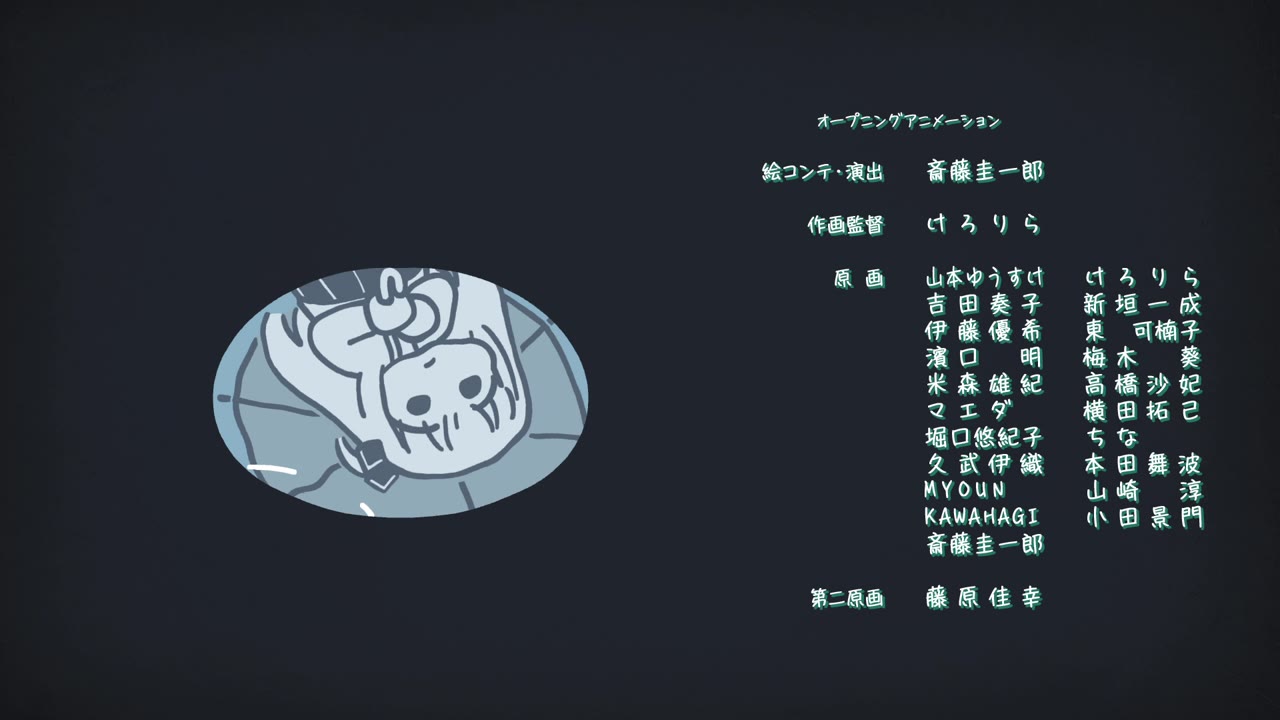 オープニングアニメーション
絵コンテ・演出 斎藤圭一郎
作画監督 けろりら
原画 山本ゆうすけ けろりら
吉田奏子 新垣一成
伊藤優希 東 可楠子
濱口 明 梅木 葵
米森雄紀 高橋沙妃
マエダ 横田拓己
堀口悠紀子 ちな
久武伊織 本田舞波
MYOUN 山崎 淳
KAWAHAGI 小田景門
斎藤圭一郎
第二原画 藤原佳幸